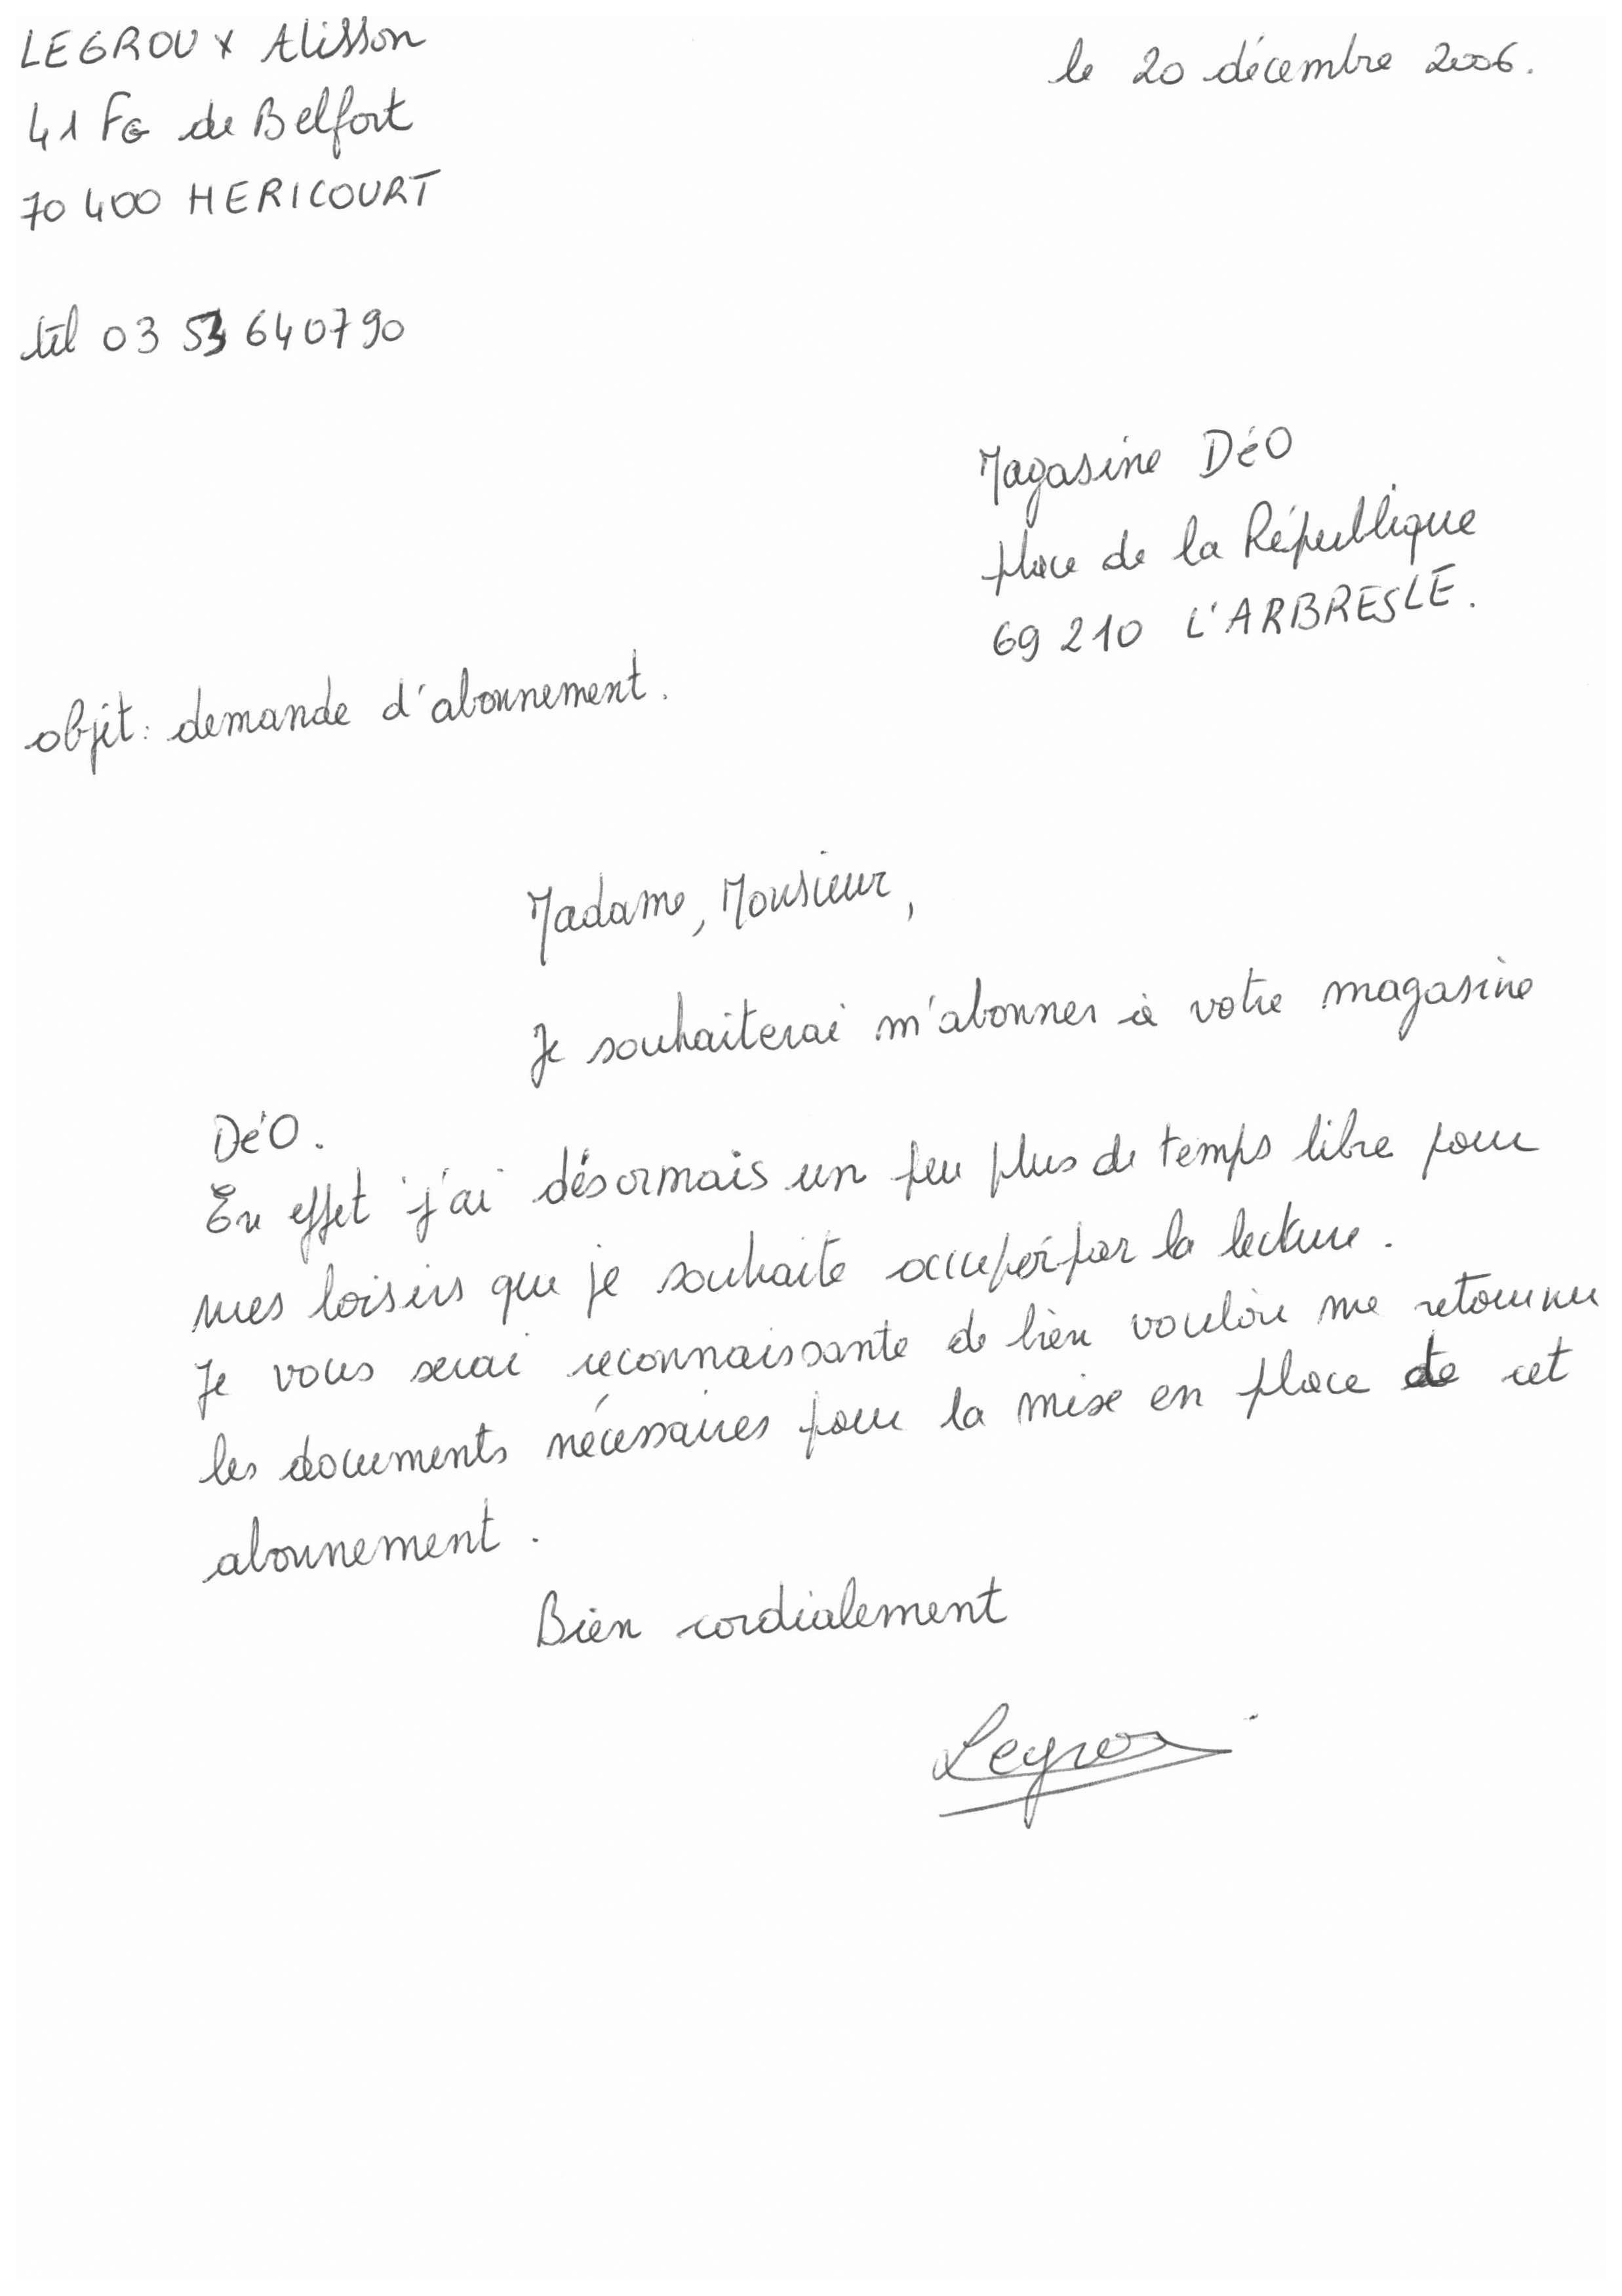 LEGROUX Alisson
le 20 décembre 2006.
41 FG de Belfort
70 400 HERICOURT
tél 03 53 640790
Magasine DéO
place de la République
69 210 L'ARBRESLE.
objet: demande d'abonnement.
Madame, Monsieur,
Je souhaiterai m'abonner à votre magasine
DéO.
En effet j'ai désormais un peu plus de temps libre pour
mes loisirs que je souhaite occuper par la lecture.
Je vous serai reconnaissante de bien vouloir me retourner
les documents nécessaires pour la mise en place de cet
abonnement.
Bien cordialement